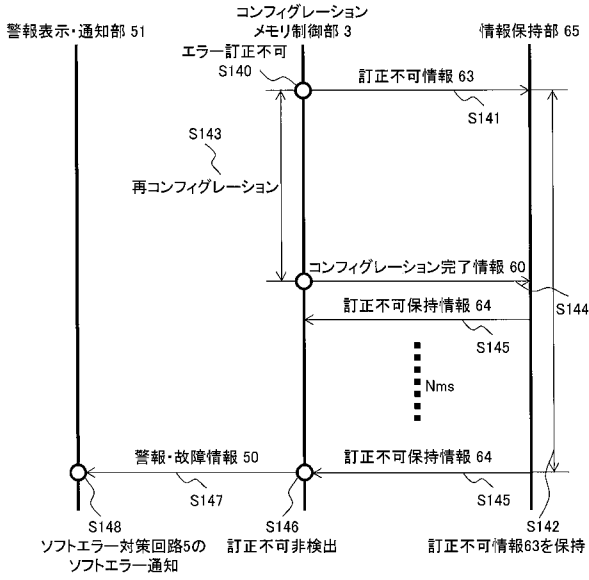 コンフィグレーション
警報表示・通知部 51
メモリ制御部 3
情報保持部 65
エラー訂正不可
S140
訂正不可情報 63
S141
S143
再コンフィグレーション
コンフィグレーション完了情報 60
S144
訂正不可保持情報 64
S145
Nms
警報・故障情報 50
訂正不可保持情報 64
S147
S145
S148
S146
S142
ソフトエラー対策回路5の
ソフトエラー通知
訂正不可非検出
訂正不可情報63を保持